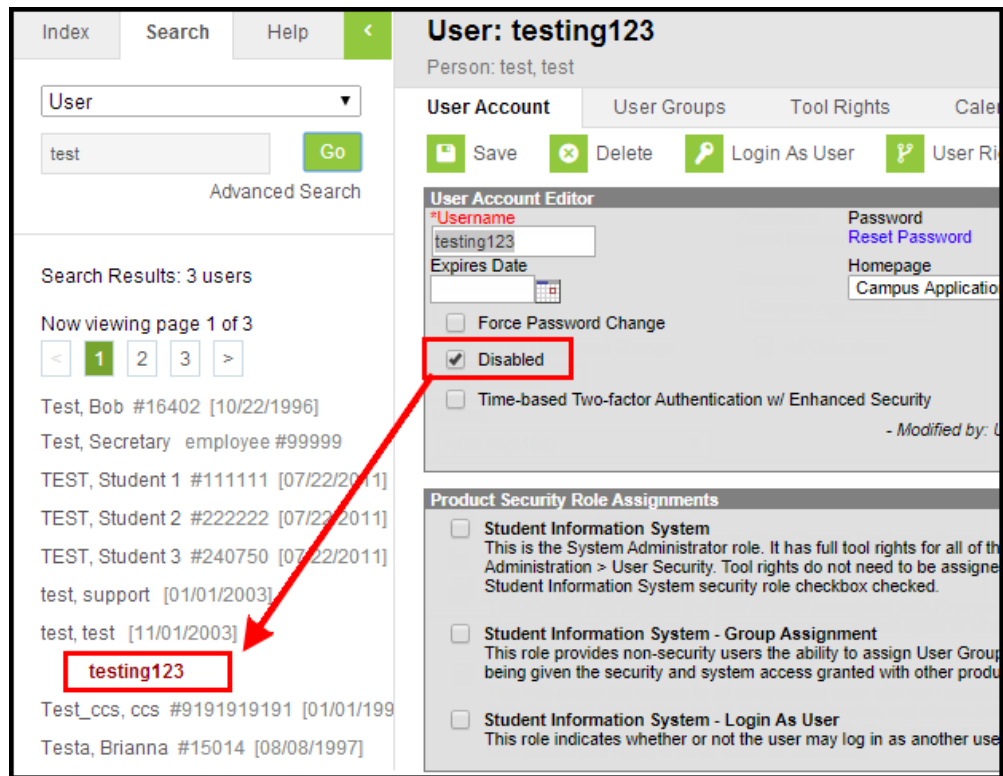 Index Search Help <
User
test Go
Advanced Search
Search Results: 3 users
Now viewing page 1 of 3
< 1 2 3 >
Test, Bob #16402 [10/22/1996]
Test, Secretary employee #99999
TEST, Student 1 #111111 [07/22/2011]
TEST, Student 2 #222222 [07/22/2011]
TEST, Student 3 #240750 [07/22/2011]
test, support [01/01/2003]
test, test [11/01/2003]
testing123
Test_ccs, ccs #9191919191 [01/01/199
Testa, Brianna #15014 [08/08/1997]
User: testing123
Person: test, test
User Account User Groups Tool Rights Caler
Save Delete Login As User User Ri
User Account Editor
*Username Password
testing123 Reset Password
Expires Date Homepage
Campus Application
Force Password Change
Disabled
Time-based Two-factor Authentication w/ Enhanced Security
- Modified by: U
Product Security Role Assignments
Student Information System
This is the System Administrator role. It has full tool rights for all of th
Administration > User Security. Tool rights do not need to be assigne
Student Information System security role checkbox checked.
Student Information System - Group Assignment
This role provides non-security users the ability to assign User Group
being given the security and system access granted with other produ
Student Information System - Login As User
This role indicates whether or not the user may log in as another use